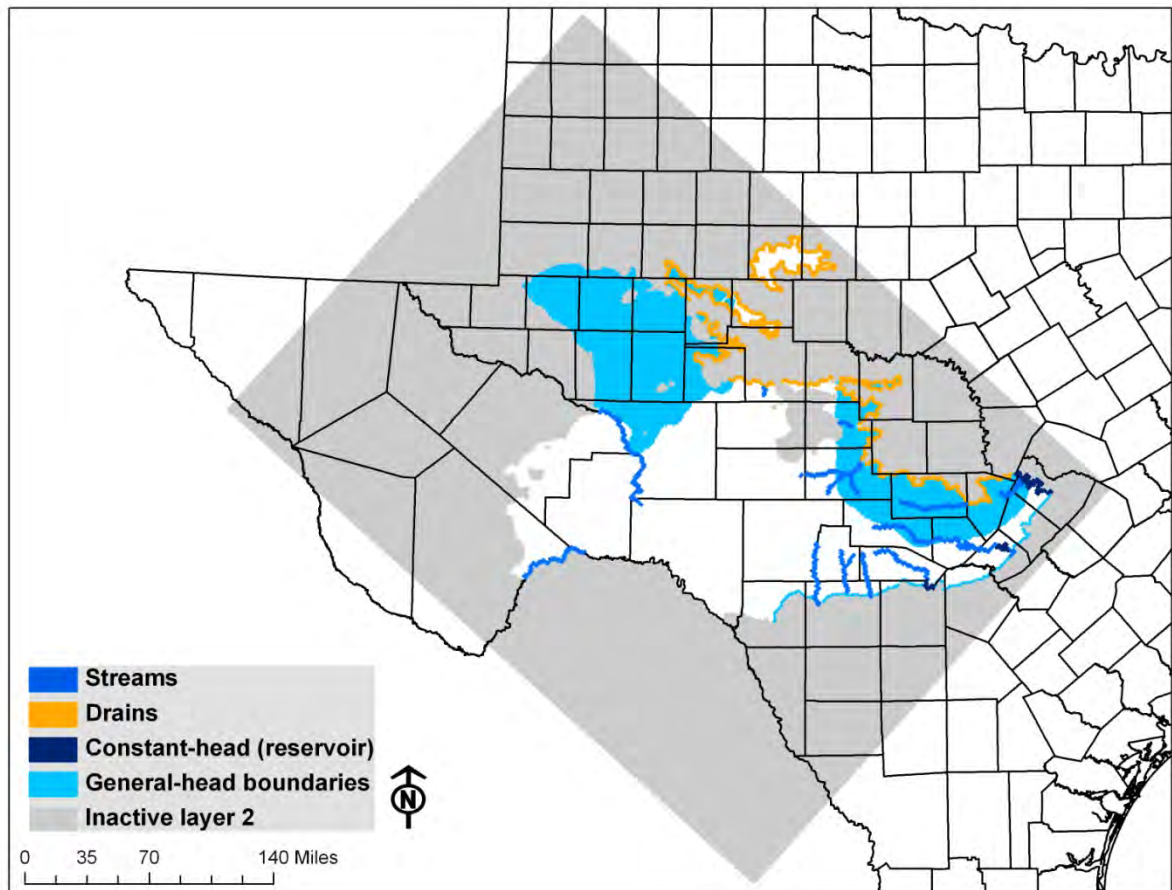 Streams
Drains
Constant-head (reservoir)
General-head boundaries
Inactive layer 2
N
0 35 70 140 Miles